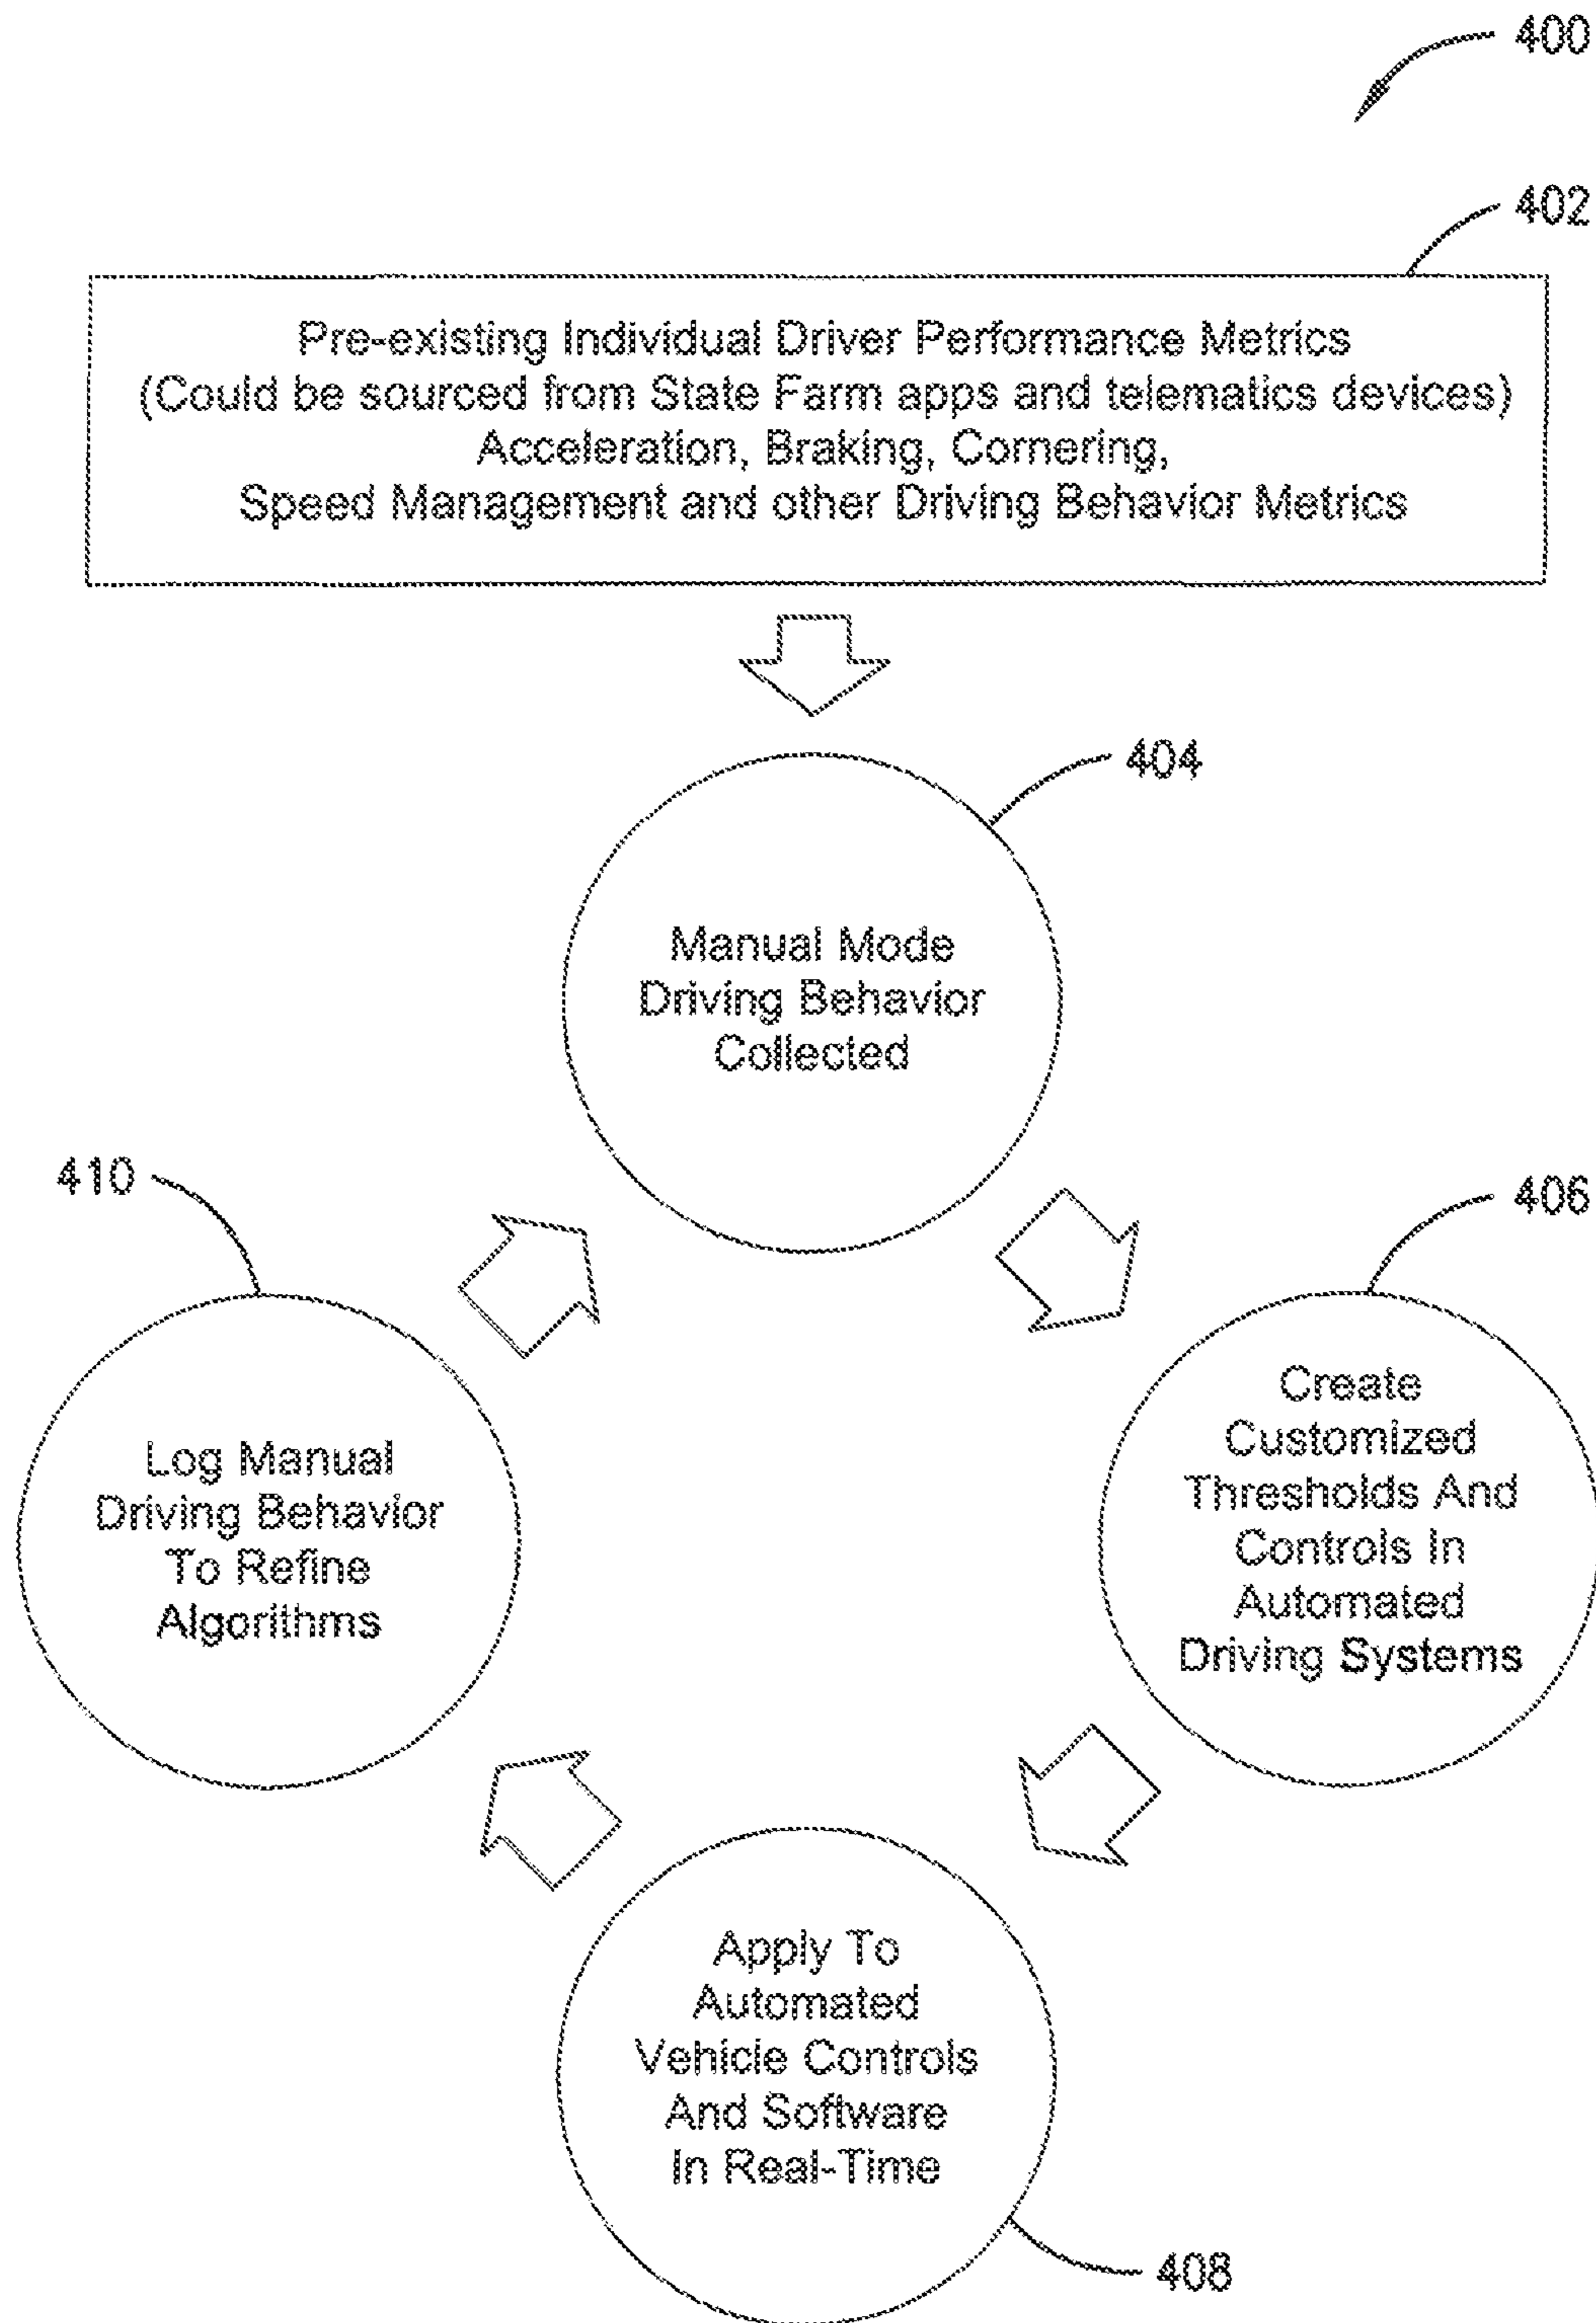 400
402
Pre-existing Individual Driver Performance Metrics
(Could be sourced from State Farm apps and telematics devices)
Acceleration, Braking, Cornering,
Speed Management and other Driving Behavior Metrics
404
Manual Mode
Driving Behavior
Collected
406
Create
Customized
Thresholds And
Controls In
Automated
Driving Systems
408
Apply To
Automated
Vehicle Controls
And Software
In Real-Time
410
Log Manual
Driving Behavior
To Refine
Algorithms